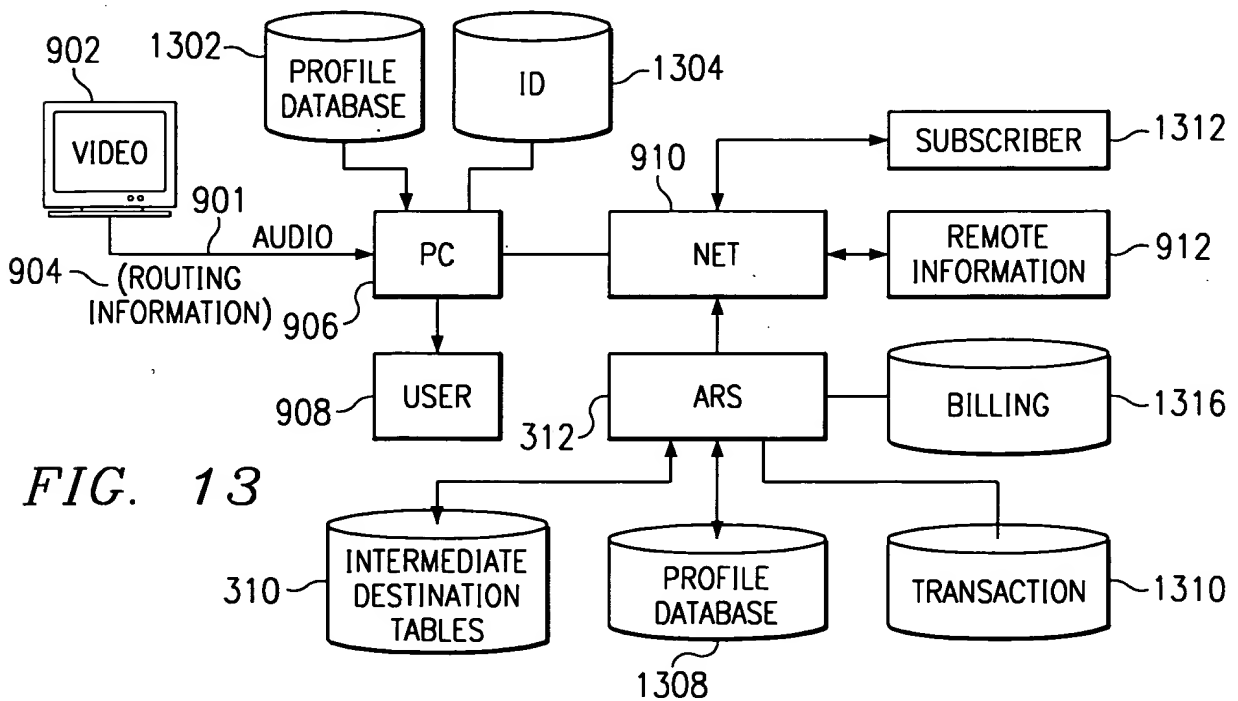 1302
902
PROFILE
DATABASE
ID
1304
VIDEO
910
SUBSCRIBER
1312
901
AUDIO
PC
NET
REMOTE
INFORMATION
912
904
(ROUTING
INFORMATION)
906
USER
908
ARS
312
BILLING
1316
FIG. 13
310
INTERMEDIATE
DESTINATION
TABLES
PROFILE
DATABASE
1308
TRANSACTION
1310